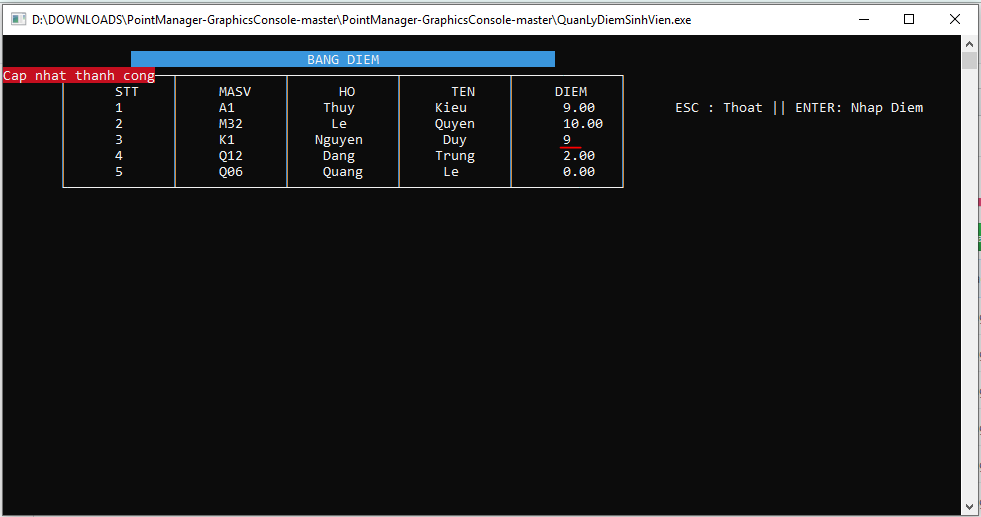 D:\DOWNLOADS\PointManager-GraphicsConsole-master\PointManager-GraphicsConsole-master\QuanLyDiemSinhVien.exe
BANG DIEM
Cap nhat thanh cong
STT MASV HO TEN DIEM
1 A1 Thuy Kieu 9.00 ESC : Thoat || ENTER: Nhap Diem
2 M32 Le Quyen 10.00
3 K1 Nguyen Duy 9
4 Q12 Dang Trung 2.00
5 Q06 Quang Le 0.00